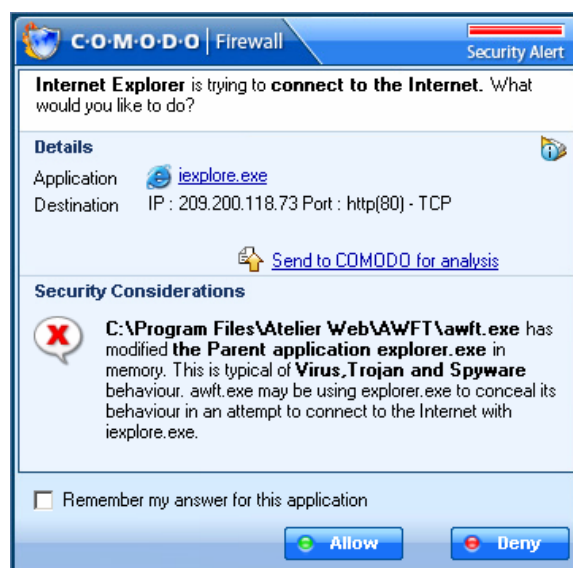 C·O·M·O·D·O | Firewall
Security Alert
Internet Explorer is trying to connect to the Internet. What
would you like to do?
Details
Application iexplore.exe
Destination IP : 209.200.118.73 Port : http(80) - TCP
Send to COMODO for analysis
Security Considerations
C:\Program Files\Atelier Web\AWFT\awft.exe has
modified the Parent application explorer.exe in
memory. This is typical of Virus,Trojan and Spyware
behaviour. awft.exe may be using explorer.exe to conceal its
behaviour in an attempt to connect to the Internet with
iexplore.exe.
Remember my answer for this application
Allow
Deny